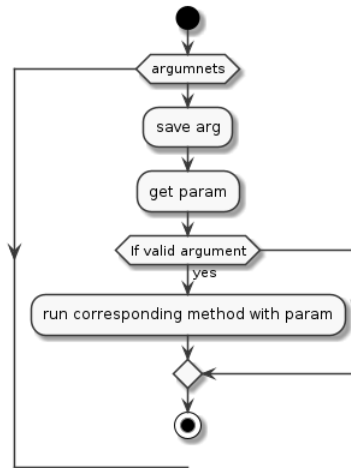 argumnets
save arg
get param
If valid argument
yes
run corresponding method with param